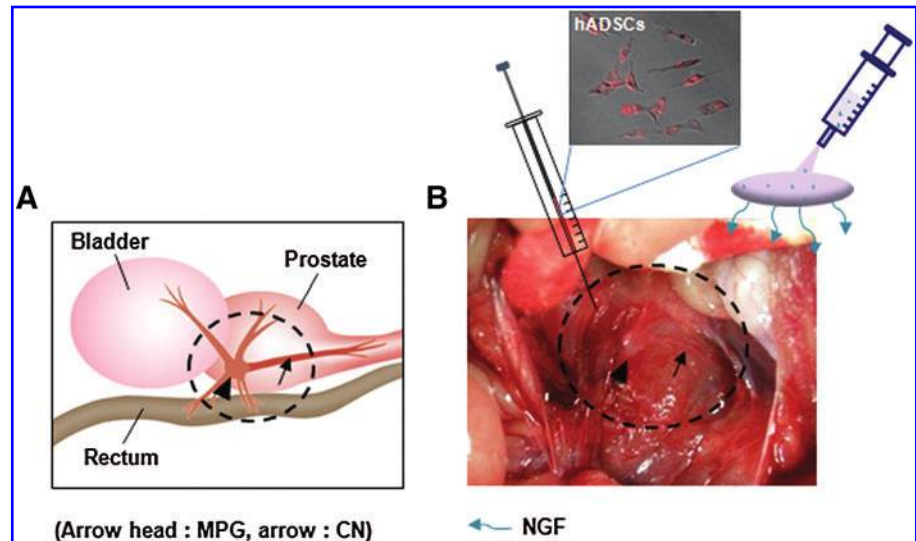 hADSCs
A
B
Bladder
Prostate
Rectum
(Arrow head : MPG, arrow : CN)
NGF